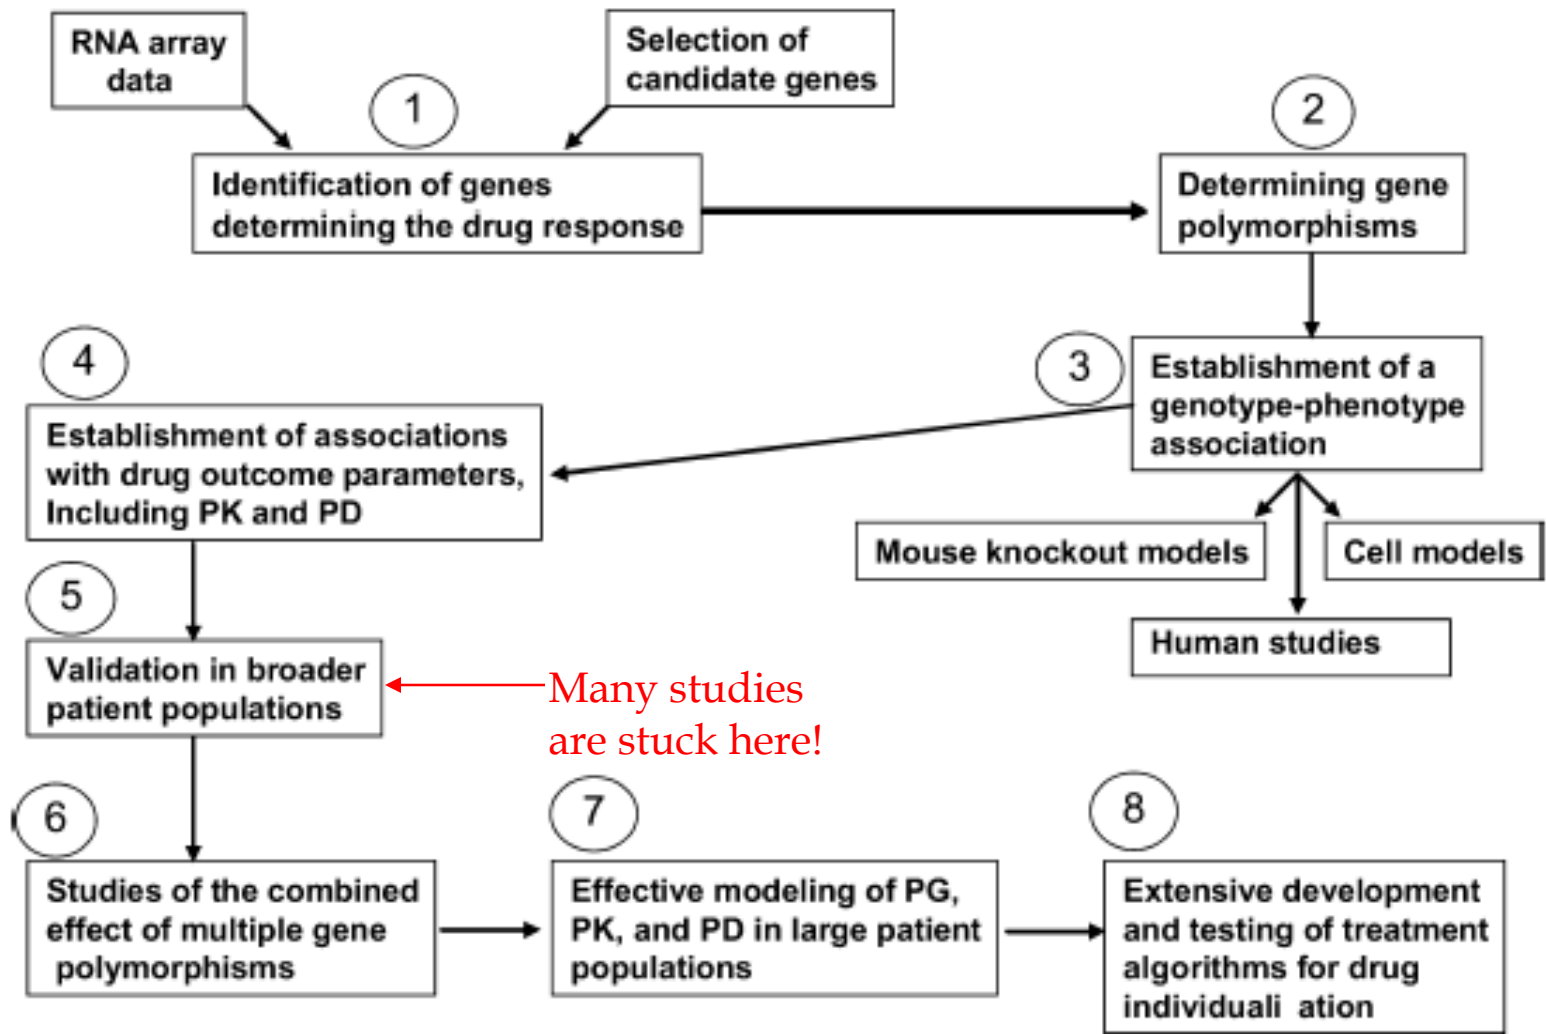 RNA array
data
Selection of
candidate genes
1
Identification of genes
determining the drug response
2
Determining gene
polymorphisms
3
Establishment of a
genotype-phenotype
association
Mouse knockout models
Cell models
Human studies
4
Establishment of associations
with drug outcome parameters,
Including PK and PD
5
Validation in broader
patient populations
Many studies
are stuck here!
6
Studies of the combined
effect of multiple gene
polymorphisms
7
Effective modeling of PG,
PK, and PD in large patient
populations
8
Extensive development
and testing of treatment
algorithms for drug
individuali ation